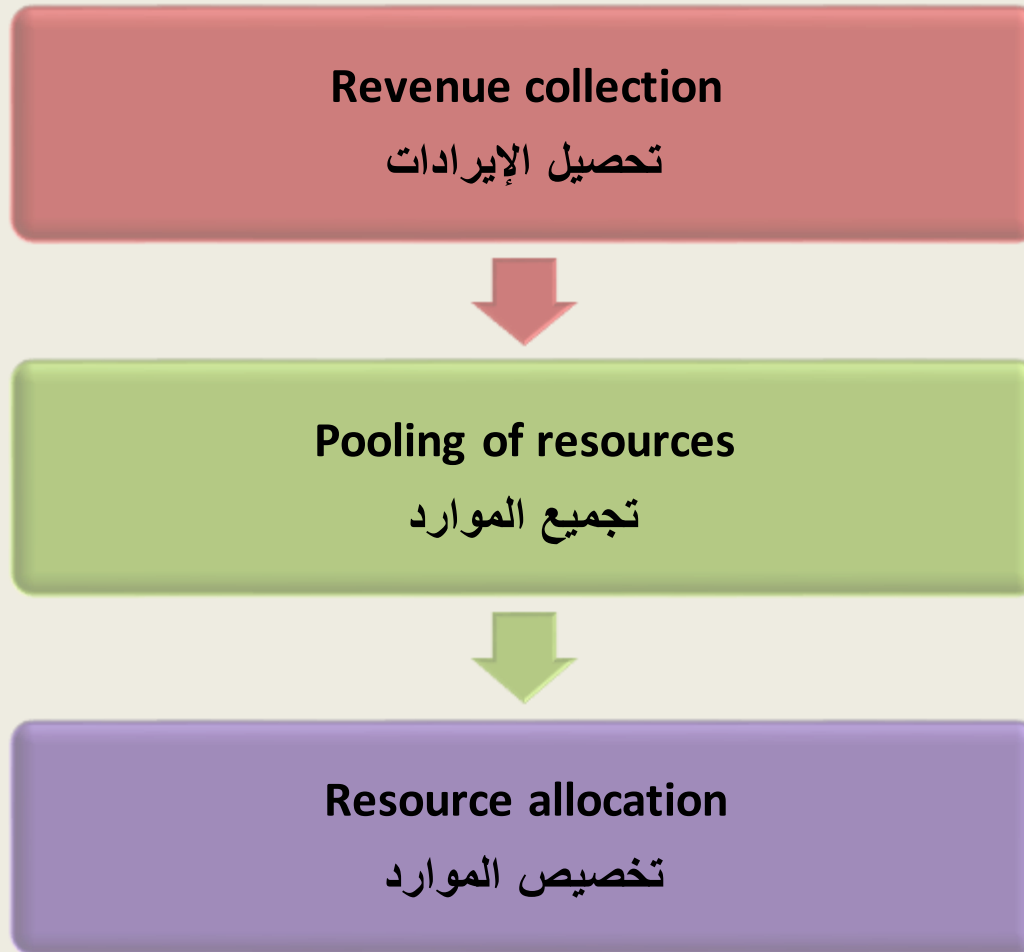 Revenue collection
تحصيل الإيرادات
Pooling of resources
تجميع الموارد
Resource allocation
تخصيص الموارد